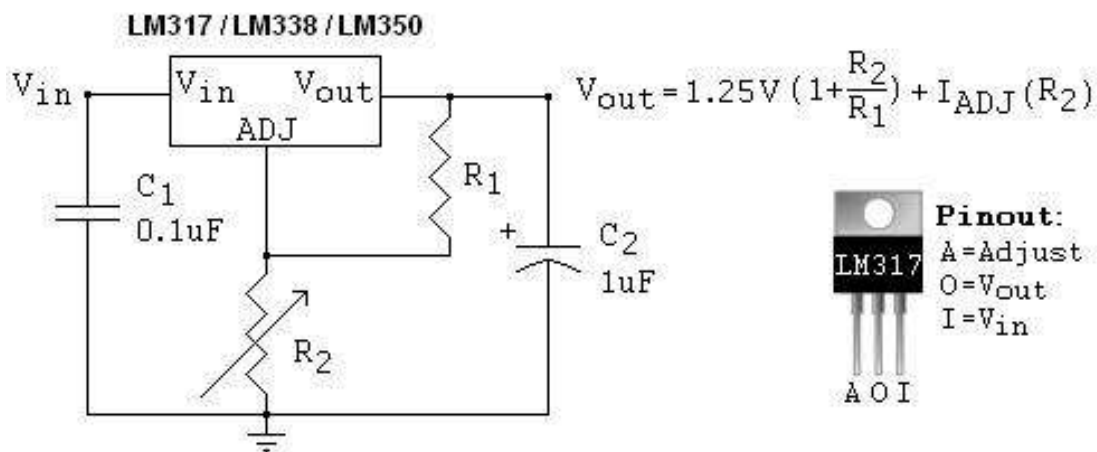 LM317 / LM338 / LM350
Vin
Vin Vout
ADJ
Vout = 1.25V (1+R2/R1) + IADJ(R2)
C1
0.1uF
R1
+
C2
1uF
R2
LM317
Pinout:
A=Adjust
O=Vout
I=Vin
A O I